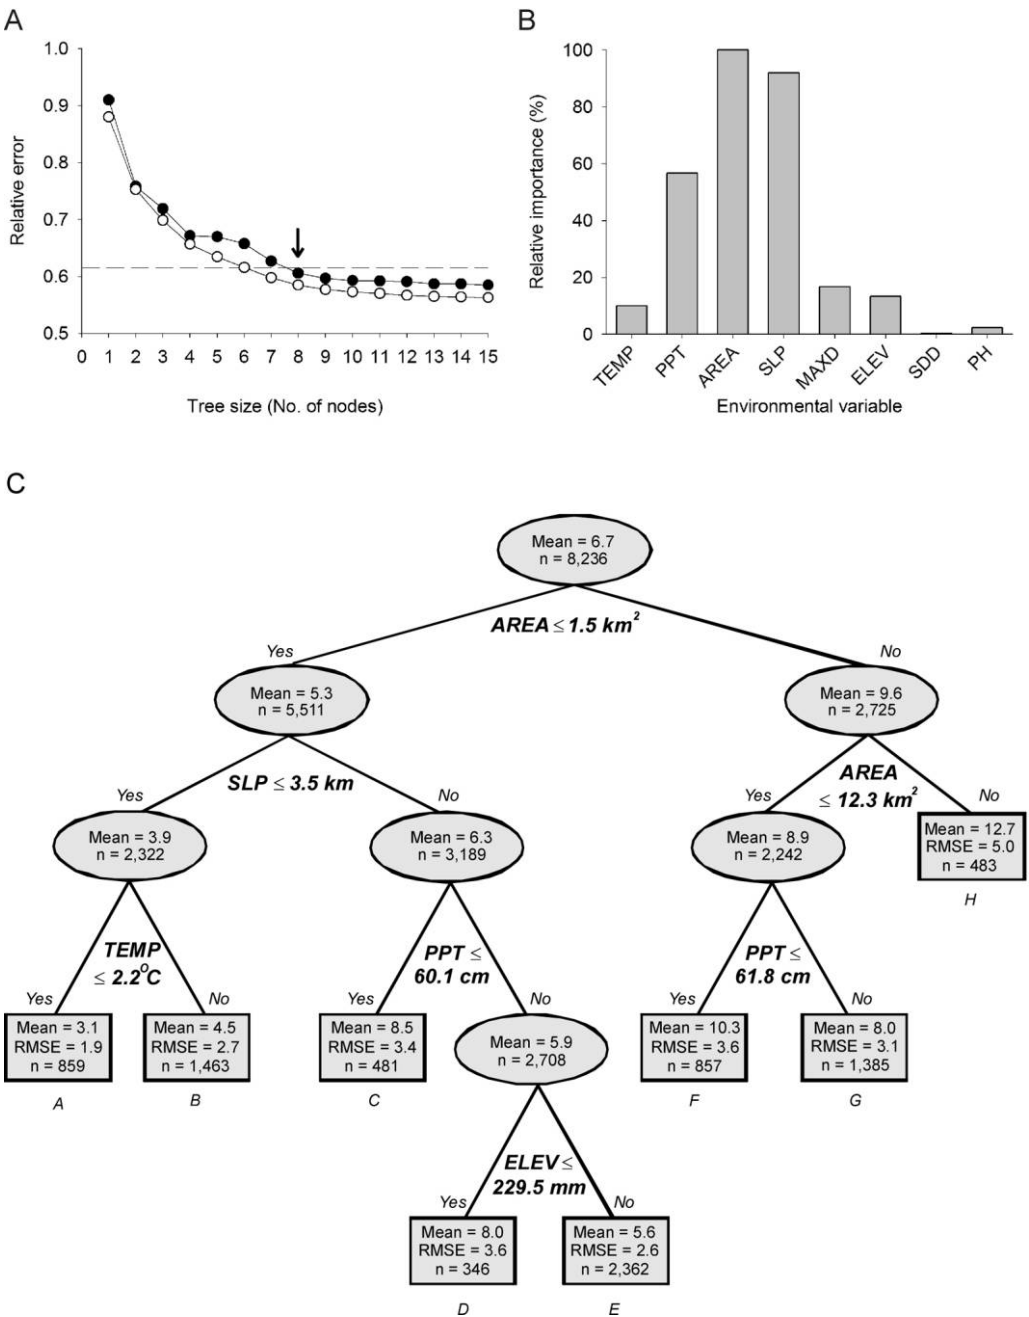 A
1.0
0.9
0.8
0.7
0.6
0.5
Relative error
0 1 2 3 4 5 6 7 8 9 10 11 12 13 14 15
Tree size (No. of nodes)
B
100
80
60
40
20
0
Relative importance (%)
TEMP PPT AREA SLP MAXD ELEV SDD PH
Environmental variable
C
Mean = 6.7
n = 8,236
AREA ≤ 1.5 km²
Yes
No
Mean = 5.3
n = 5,511
Mean = 9.6
n = 2,725
SLP ≤ 3.5 km
Yes
No
AREA
≤ 12.3 km²
Yes
No
Mean = 3.9
n = 2,322
Mean = 6.3
n = 3,189
Mean = 8.9
n = 2,242
Mean = 12.7
RMSE = 5.0
n = 483
H
TEMP
≤ 2.2°C
Yes
No
PPT ≤
60.1 cm
Yes
No
PPT ≤
61.8 cm
Yes
No
Mean = 3.1
RMSE = 1.9
n = 859
A
Mean = 4.5
RMSE = 2.7
n = 1,463
B
Mean = 8.5
RMSE = 3.4
n = 481
C
Mean = 5.9
n = 2,708
Mean = 10.3
RMSE = 3.6
n = 857
F
Mean = 8.0
RMSE = 3.1
n = 1,385
G
ELEV ≤
229.5 mm
Yes
No
Mean = 8.0
RMSE = 3.6
n = 346
D
Mean = 5.6
RMSE = 2.6
n = 2,362
E